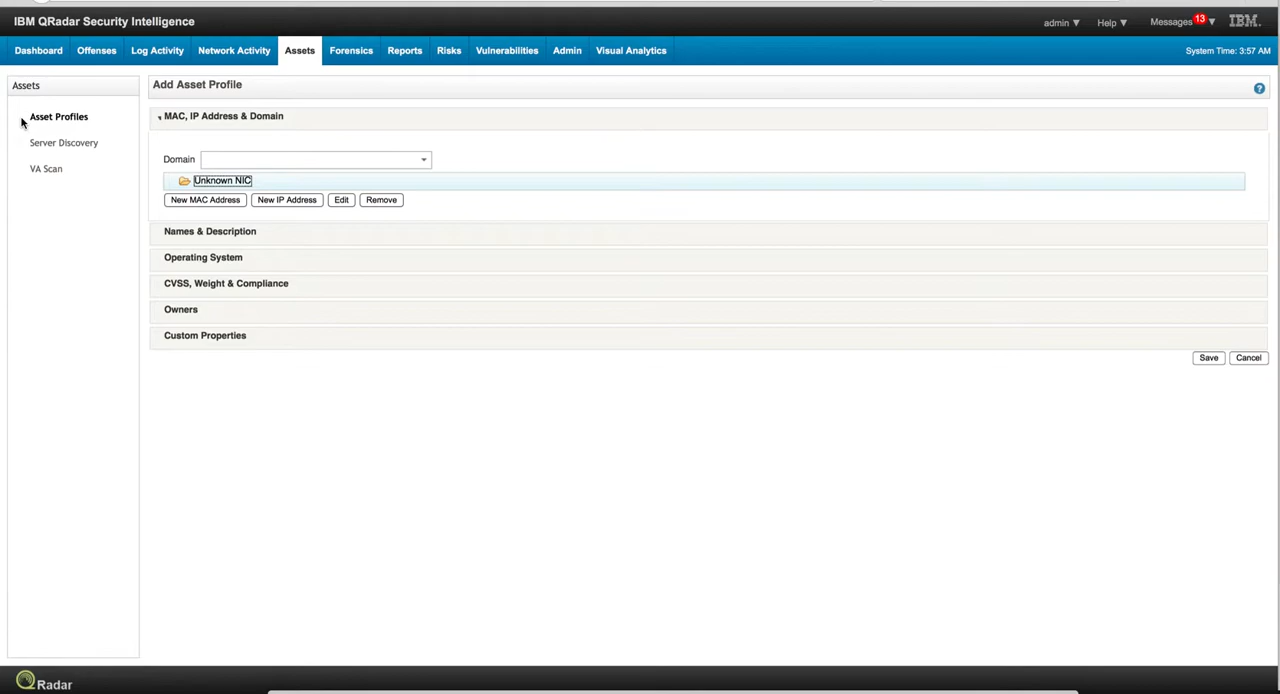 IBM QRadar Security Intelligence
admin ▼ Help ▼ Messages 13 ▼ IBM.
Dashboard Offenses Log Activity Network Activity Assets Forensics Reports Risks Vulnerabilities Admin Visual Analytics System Time: 3:57 AM
Assets
Asset Profiles
Server Discovery
VA Scan
Add Asset Profile
?
MAC, IP Address & Domain
Domain
Unknown NIC
New MAC Address New IP Address Edit Remove
Names & Description
Operating System
CVSS, Weight & Compliance
Owners
Custom Properties
Save Cancel
QRadar